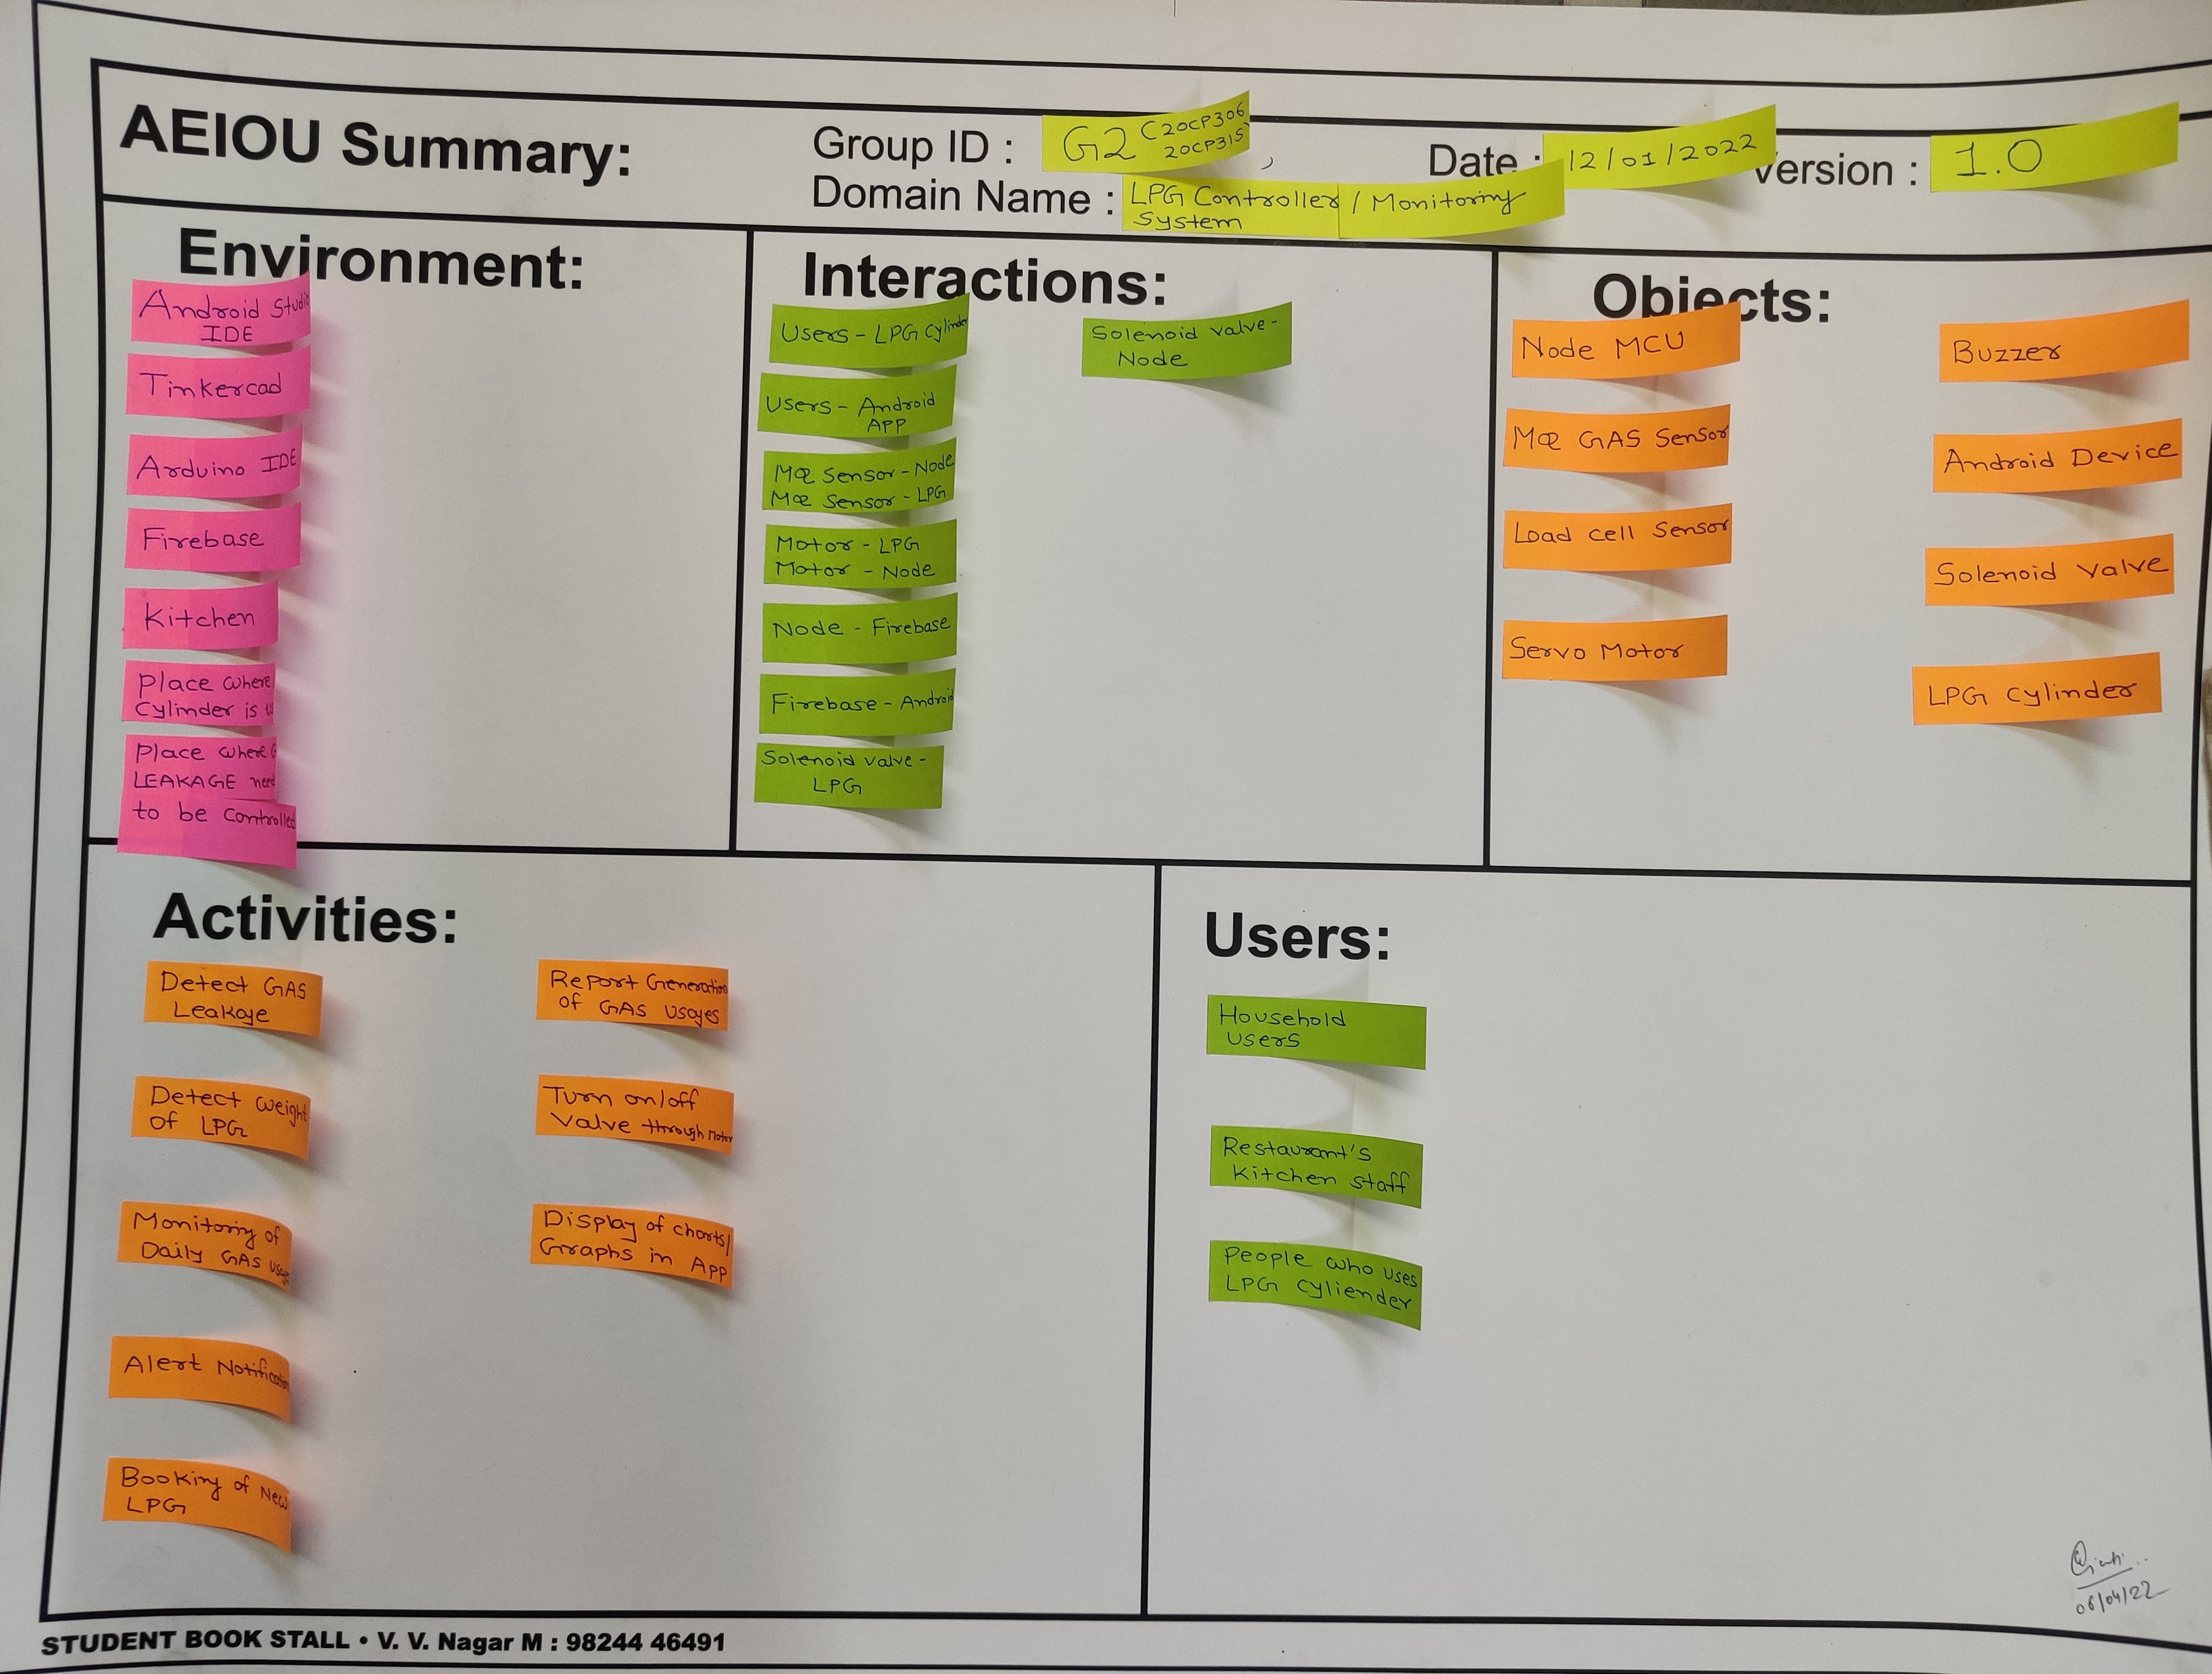 AEIOU Summary:
Group ID :
G2 (20CP306
20CP315)
,
Date :
12/01/2022
Version :
1.0
Domain Name :
LPG Controller / Monitoring
System
Environment:
Android Studio
IDE
Tinkercad
Arduino IDE
Firebase
Kitchen
Place where
Cylinder is
Place where
LEAKAGE need
to be controlled
Interactions:
Users - LPG Cylinder
Users - Android
APP
MQ Sensor - Node
MQ Sensor - LPG
Motor - LPG
Motor - Node
Node - Firebase
Firebase - Android
Solenoid valve -
LPG
Solenoid valve -
Node
Objects:
Node MCU
MQ GAS Sensor
Load cell Sensor
Servo Motor
Buzzer
Android Device
Solenoid valve
LPG Cylinder
Activities:
Detect GAS
Leakage
Detect weight
of LPG
Monitoring of
Daily GAS usage
Alert Notification
Booking of New
LPG
Report Generation
of GAS usages
Turn on/off
Valve through Motor
Display of charts/
Graphs in App
Users:
Household
users
Restaurant's
Kitchen staff
People who uses
LPG cyliender
06/04/22
STUDENT BOOK STALL • V. V. Nagar M : 98244 46491